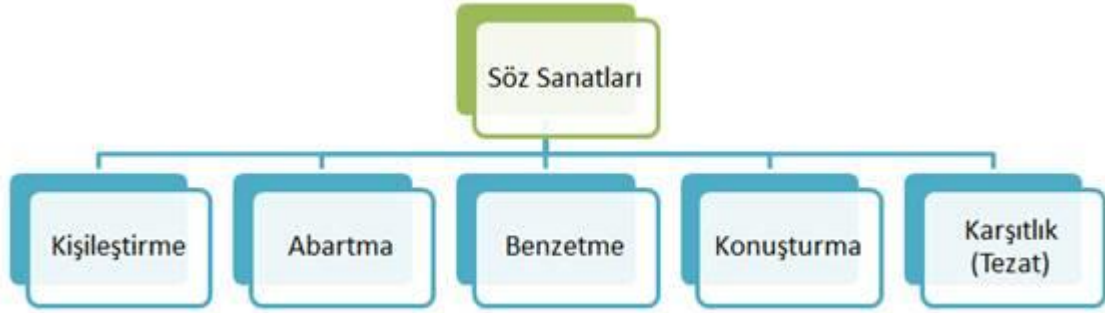 Söz Sanatları
Kişileştirme
Abartma
Benzetme
Konuşturma
Karşıtlık
(Tezat)